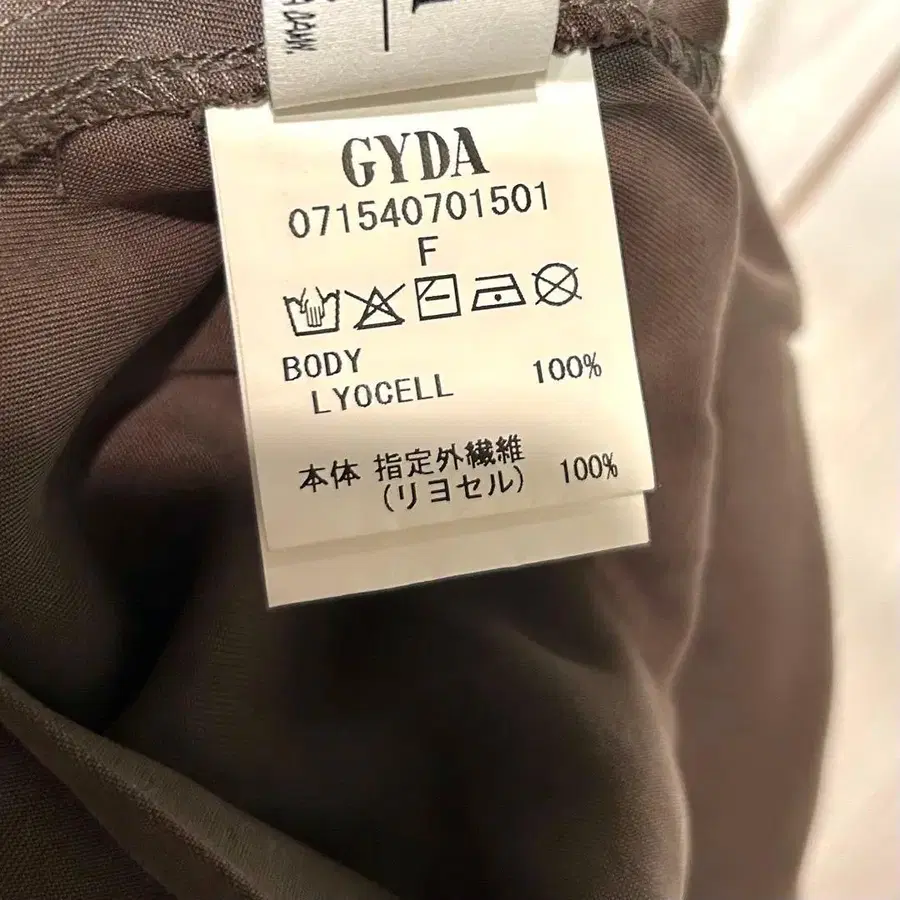 GYDA
071540701501
F
BODY
LYOCELL 100%
本体 指定外繊維
(リヨセル) 100%